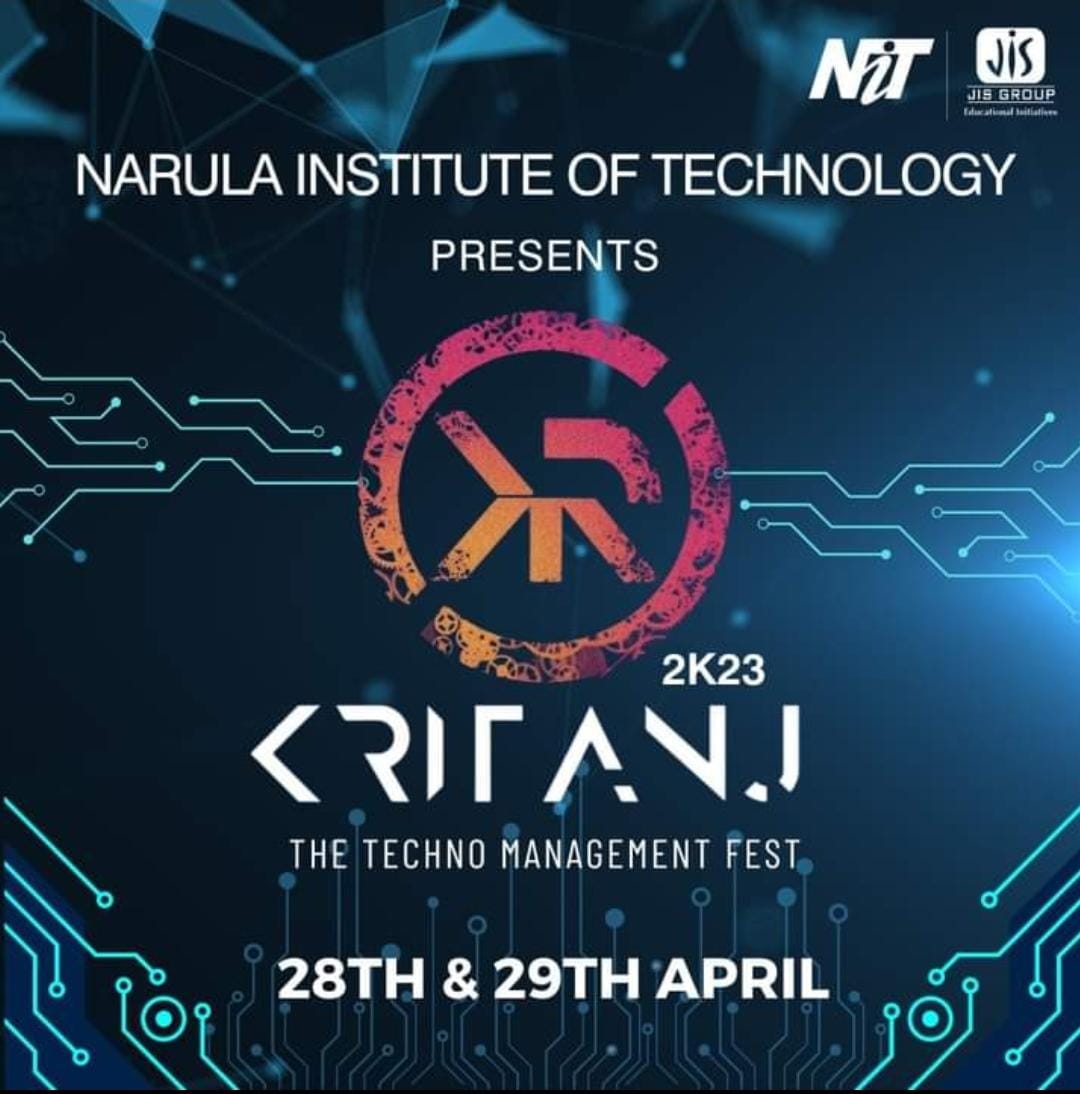 NiT
JiS
JIS GROUP
Educational Initiatives
NARULA INSTITUTE OF TECHNOLOGY
PRESENTS
KR
2K23
KRITANJ
THE TECHNO MANAGEMENT FEST
28TH & 29TH APRIL